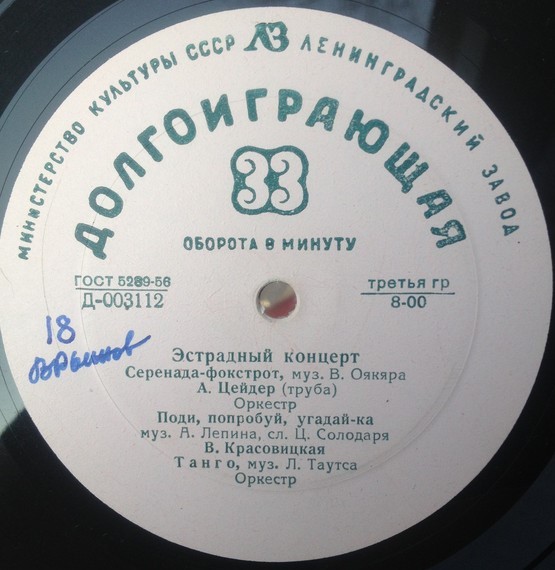 МИНИСТЕРСТВО КУЛЬТУРЫ СССР ЛЗ ЛЕНИНГРАДСКИЙ ЗАВОД
ДОЛГОИГРАЮЩАЯ
33
ОБОРОТА В МИНУТУ
ГОСТ 5289-56
Д-003112
третья гр
8-00
18
Эстрадный концерт
Серенада-фокстрот, муз. В. Оякяра
А. Цейдер (труба)
Оркестр
Поди, попробуй, угадай-ка
муз. А. Лепина, сл. Ц. Солодаря
В. Красовицкая
Танго, муз. Л. Таутса
Оркестр